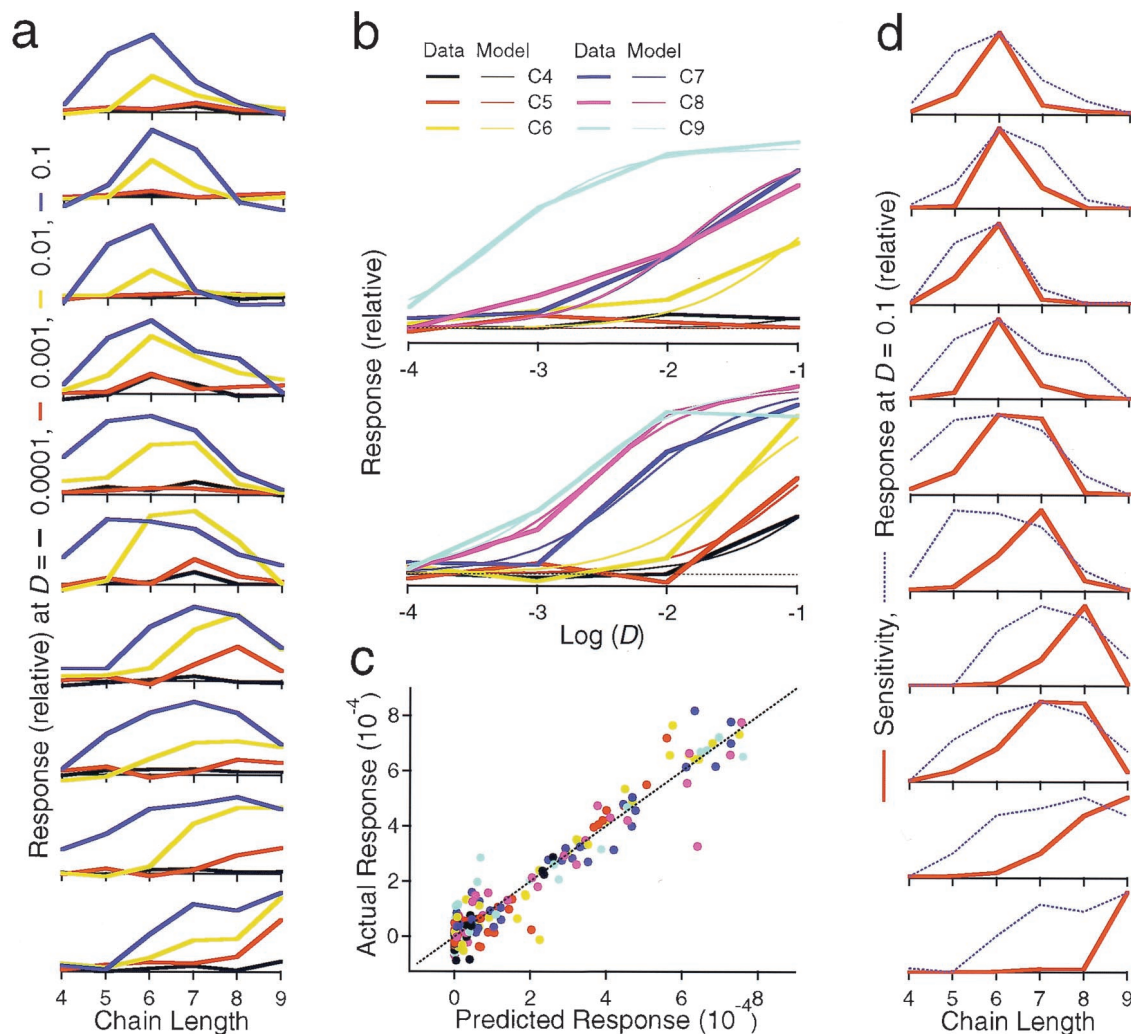 a
Response (relative) at D = 0.0001, 0.001, 0.01, 0.1
4 5 6 7 8 9
Chain Length
b
Data Model Data Model
C4 C7
C5 C8
C6 C9
Response (relative)
-4 -3 -2 -1
-4 -3 -2 -1
Log (D)
c
Actual Response (10-4)
8
6
4
2
0
0 2 4 6 8
Predicted Response (10-4)
d
Sensitivity, Response at D = 0.1 (relative)
4 5 6 7 8 9
Chain Length